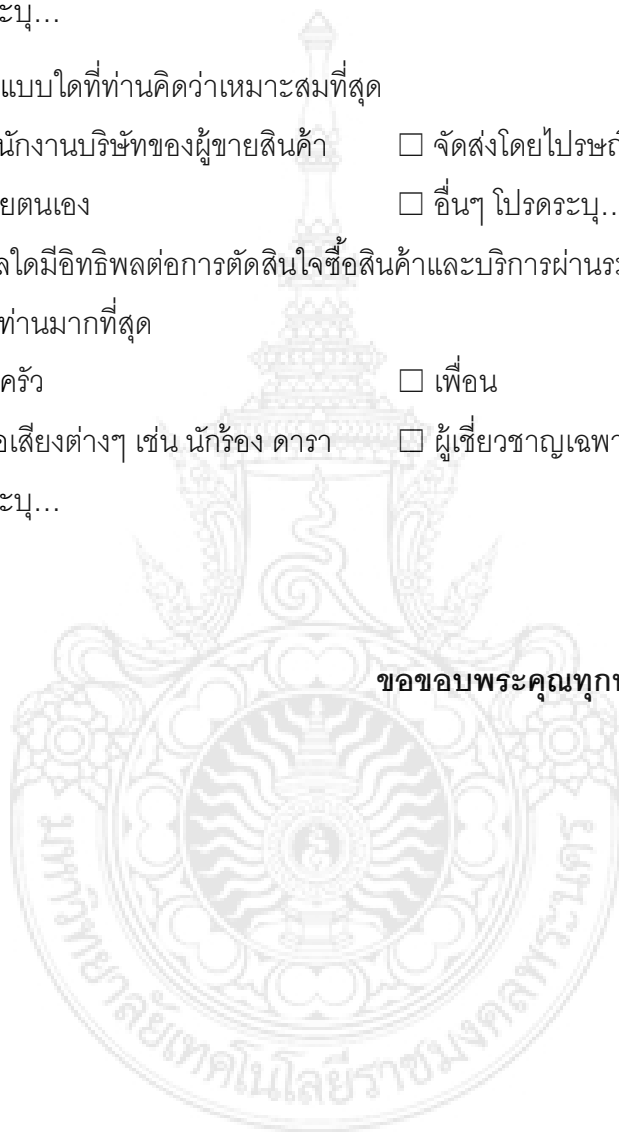 ะบุ…
แบบใดที่ท่านคิดว่าเหมาะสมที่สุด
นักงานบริษัทของผู้ขายสินค้า ☐ จัดส่งโดยไปรษณี
ยตนเอง ☐ อื่นๆ โปรดระบุ…
ลใดมีอิทธิพลต่อการตัดสินใจซื้อสินค้าและบริการผ่านระ
ท่านมากที่สุด
ครัว ☐ เพื่อน
อเสียงต่างๆ เช่น นักร้อง ดารา ☐ ผู้เชี่ยวชาญเฉพา
ะบุ…
ขอขอบพระคุณทุกท
มหาวิทยาลัยเทคโนโลยีราชมงคลพระนคร